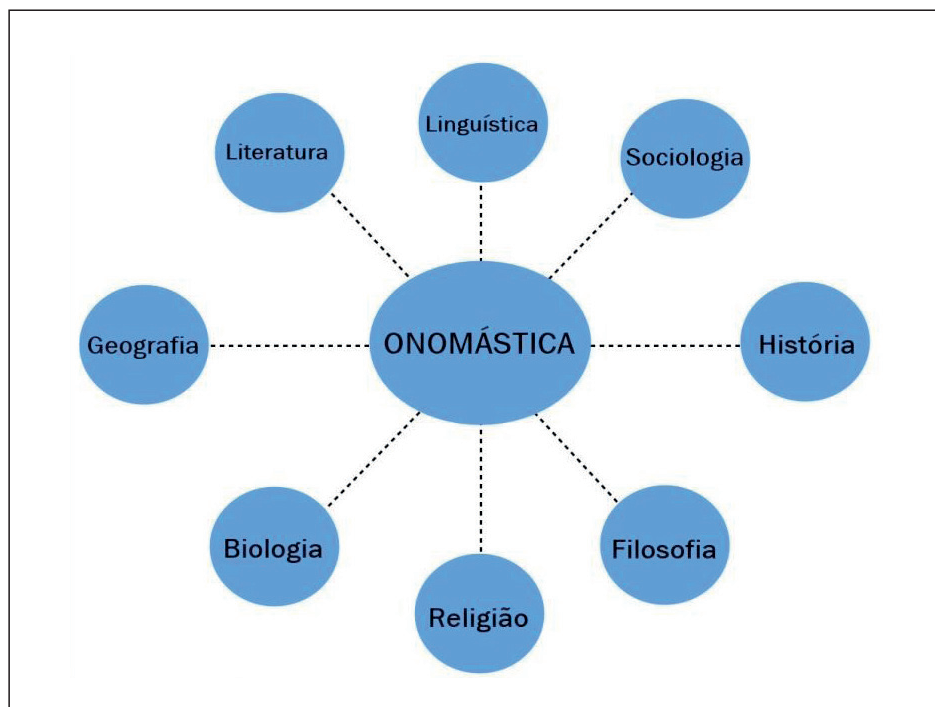 Linguística
Literatura
Sociologia
Geografia
ONOMÁSTICA
História
Biologia
Filosofia
Religião